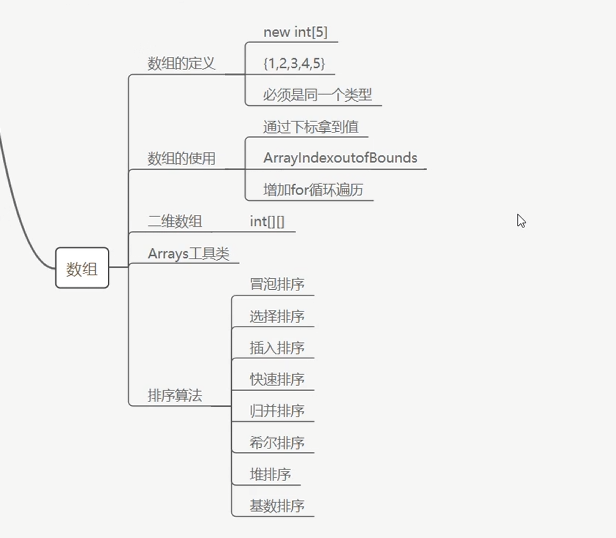 数组
数组的定义
new int[5]
{1,2,3,4,5}
必须是同一个类型
数组的使用
通过下标拿到值
ArrayIndexoutofBounds
增加for循环遍历
二维数组
int[][]
Arrays工具类
排序算法
冒泡排序
选择排序
插入排序
快速排序
归并排序
希尔排序
堆排序
基数排序